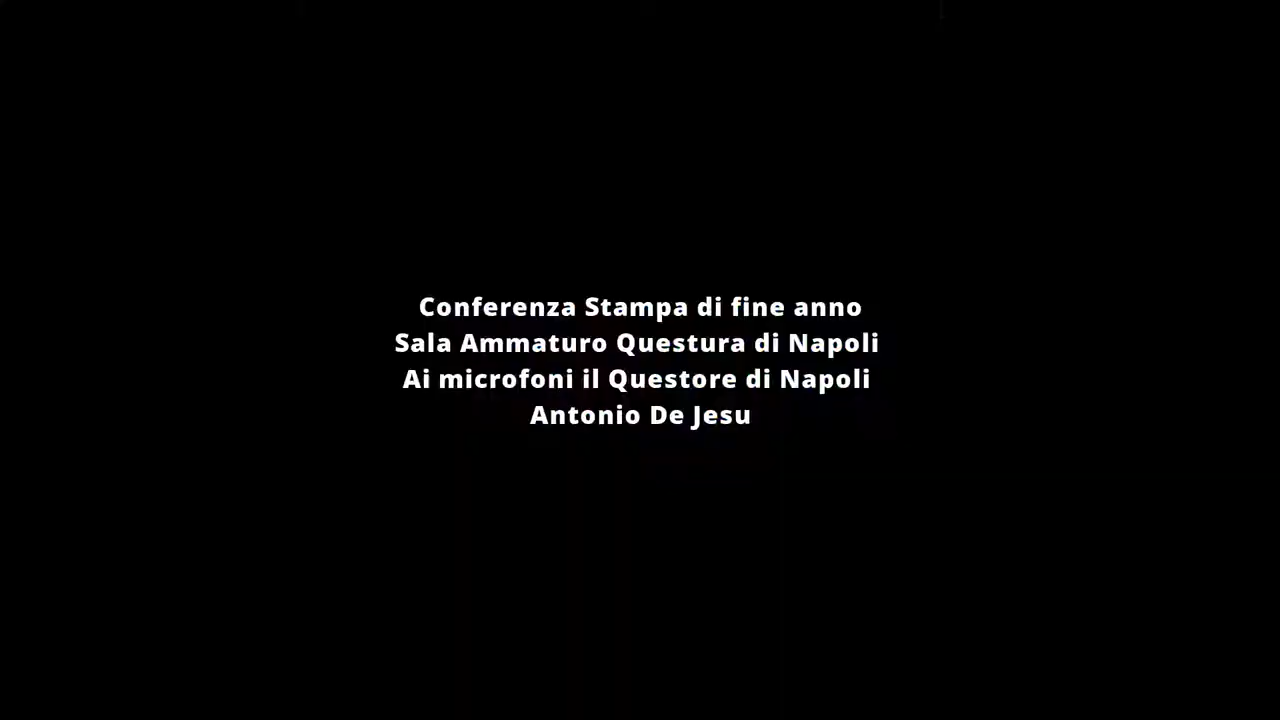 Conferenza Stampa di fine anno
Sala Ammaturo Questura di Napoli
Ai microfoni il Questore di Napoli
Antonio De Jesu